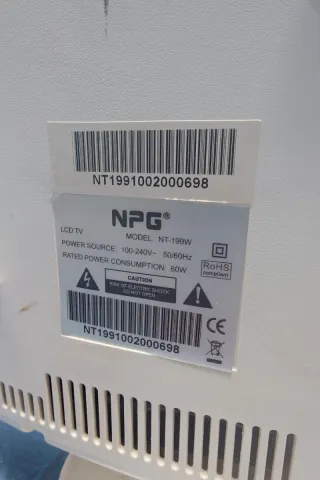 NT1991002000698
NPG®
LCD TV
MODEL: NT-199W
POWER SOURCE: 100-240V~ 50/60Hz
RATED POWER CONSUMPTION: 60W
RoHS
compliant
CAUTION
RISK OF ELECTRIC SHOCK
DO NOT OPEN
NT1991002000698
CE